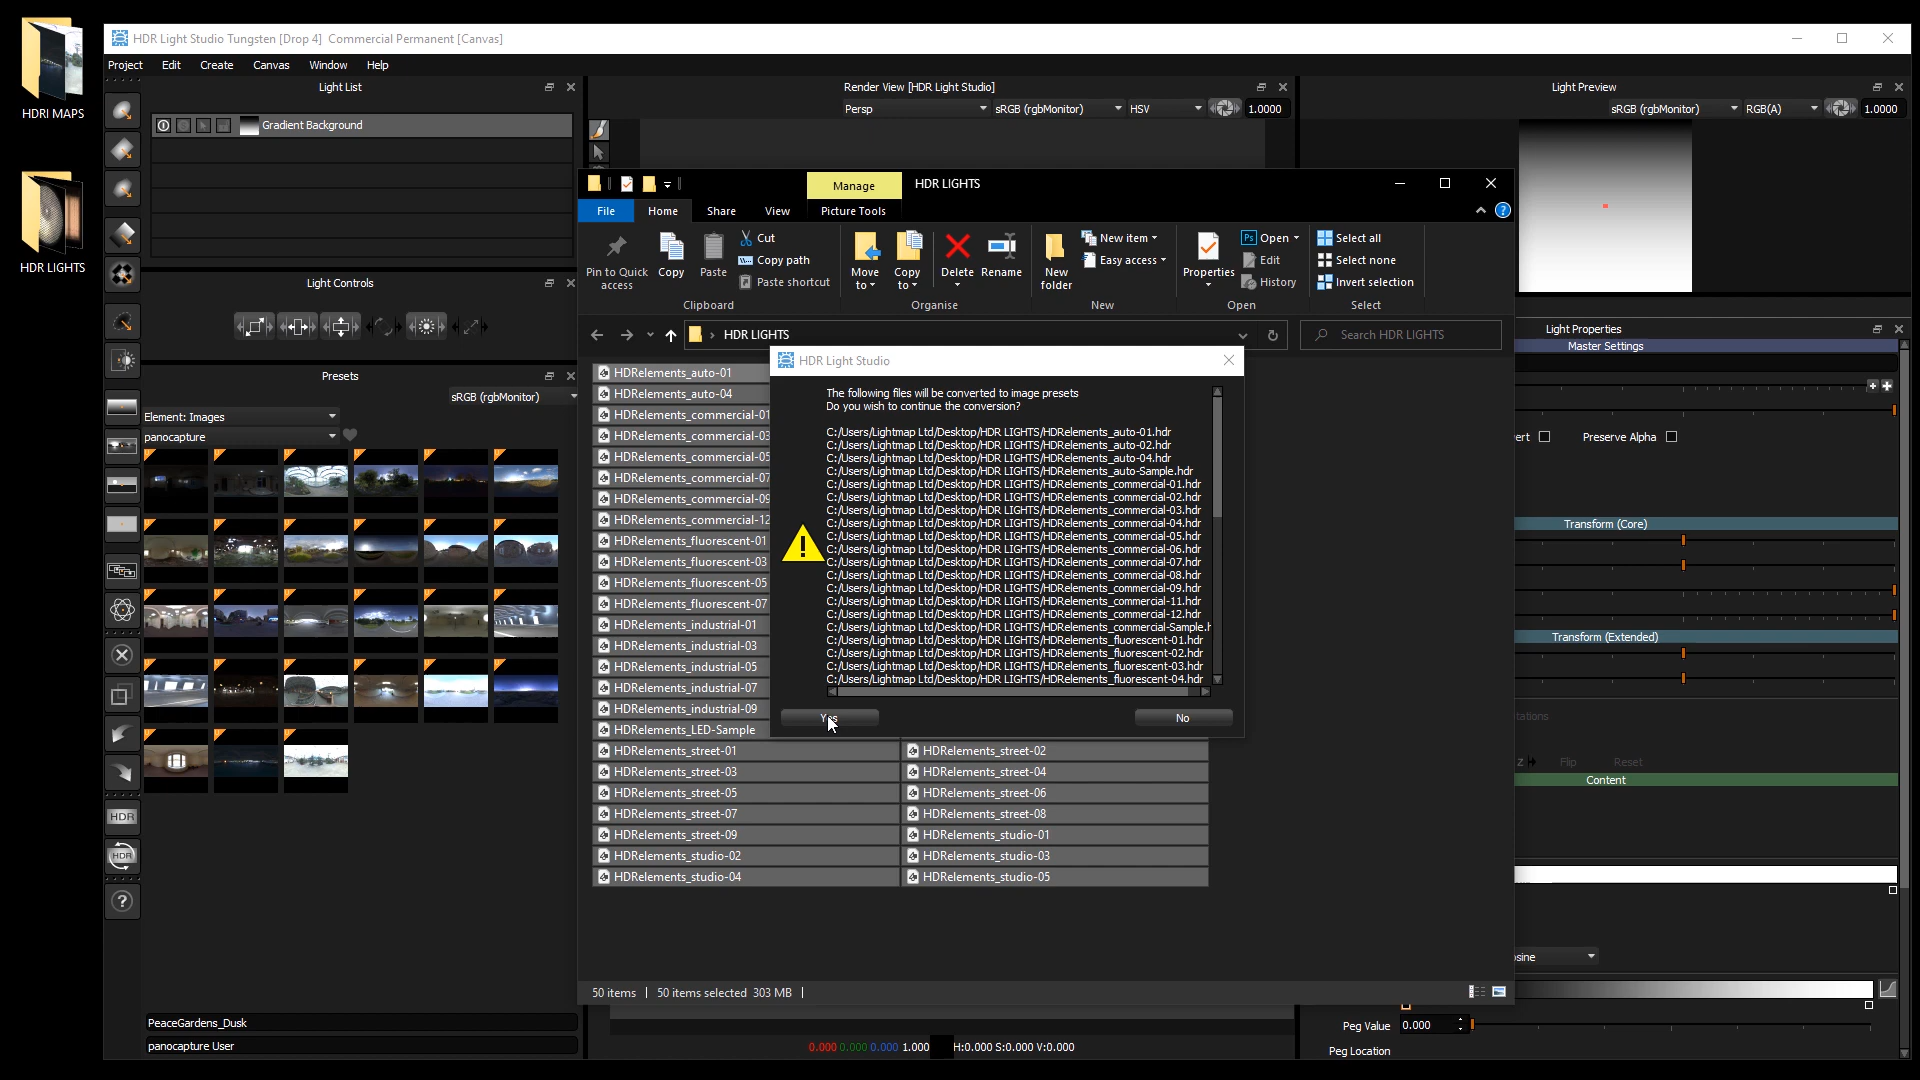 HDRI MAPS
HDR LIGHTS
HDR Light Studio Tungsten [Drop 4]  Commercial Permanent [Canvas]
Project Edit Create Canvas Window Help
Light List
Gradient Background
Light Controls
Presets
sRGB (rgbMonitor)
Element: Images
panocapture
PeaceGardens_Dusk
panocapture User
HDR
HDR
?
Render View [HDR Light Studio]
Persp sRGB (rgbMonitor) HSV 1.0000
Light Preview
sRGB (rgbMonitor) RGB(A) 1.0000
Manage HDR LIGHTS
File Home Share View Picture Tools
Pin to Quick access
Copy
Paste
Cut
Copy path
Paste shortcut
Clipboard
Move to
Copy to
Delete
Rename
Organise
New folder
New item
Easy access
New
Properties
Ps Open
Edit
History
Open
Select all
Select none
Invert selection
Select
HDR LIGHTS
Search HDR LIGHTS
HDRelements_auto-01
HDRelements_auto-04
HDRelements_commercial-01
HDRelements_commercial-03
HDRelements_commercial-05
HDRelements_commercial-07
HDRelements_commercial-09
HDRelements_commercial-12
HDRelements_fluorescent-01
HDRelements_fluorescent-03
HDRelements_fluorescent-05
HDRelements_fluorescent-07
HDRelements_industrial-01
HDRelements_industrial-03
HDRelements_industrial-05
HDRelements_industrial-07
HDRelements_industrial-09
HDRelements_LED-Sample
HDRelements_street-01 HDRelements_street-02
HDRelements_street-03 HDRelements_street-04
HDRelements_street-05 HDRelements_street-06
HDRelements_street-07 HDRelements_street-08
HDRelements_street-09 HDRelements_studio-01
HDRelements_studio-02 HDRelements_studio-03
HDRelements_studio-04 HDRelements_studio-05
50 items 50 items selected 303 MB
HDR Light Studio
The following files will be converted to image presets
Do you wish to continue the conversion?
C:/Users/Lightmap Ltd/Desktop/HDR LIGHTS/HDRelements_auto-01.hdr
C:/Users/Lightmap Ltd/Desktop/HDR LIGHTS/HDRelements_auto-02.hdr
C:/Users/Lightmap Ltd/Desktop/HDR LIGHTS/HDRelements_auto-04.hdr
C:/Users/Lightmap Ltd/Desktop/HDR LIGHTS/HDRelements_auto-Sample.hdr
C:/Users/Lightmap Ltd/Desktop/HDR LIGHTS/HDRelements_commercial-01.hdr
C:/Users/Lightmap Ltd/Desktop/HDR LIGHTS/HDRelements_commercial-02.hdr
C:/Users/Lightmap Ltd/Desktop/HDR LIGHTS/HDRelements_commercial-03.hdr
C:/Users/Lightmap Ltd/Desktop/HDR LIGHTS/HDRelements_commercial-04.hdr
C:/Users/Lightmap Ltd/Desktop/HDR LIGHTS/HDRelements_commercial-05.hdr
C:/Users/Lightmap Ltd/Desktop/HDR LIGHTS/HDRelements_commercial-06.hdr
C:/Users/Lightmap Ltd/Desktop/HDR LIGHTS/HDRelements_commercial-07.hdr
C:/Users/Lightmap Ltd/Desktop/HDR LIGHTS/HDRelements_commercial-08.hdr
C:/Users/Lightmap Ltd/Desktop/HDR LIGHTS/HDRelements_commercial-09.hdr
C:/Users/Lightmap Ltd/Desktop/HDR LIGHTS/HDRelements_commercial-11.hdr
C:/Users/Lightmap Ltd/Desktop/HDR LIGHTS/HDRelements_commercial-12.hdr
C:/Users/Lightmap Ltd/Desktop/HDR LIGHTS/HDRelements_commercial-Sample.h
C:/Users/Lightmap Ltd/Desktop/HDR LIGHTS/HDRelements_fluorescent-01.hdr
C:/Users/Lightmap Ltd/Desktop/HDR LIGHTS/HDRelements_fluorescent-02.hdr
C:/Users/Lightmap Ltd/Desktop/HDR LIGHTS/HDRelements_fluorescent-03.hdr
C:/Users/Lightmap Ltd/Desktop/HDR LIGHTS/HDRelements_fluorescent-04.hdr
Yes No
Light Properties
Master Settings
ert Preserve Alpha
Transform (Core)
Transform (Extended)
tations
Z Flip Reset
Content
sine
Peg Value 0.000
Peg Location
0.000 0.000 0.000 1.000 H:0.000 S:0.000 V:0.000